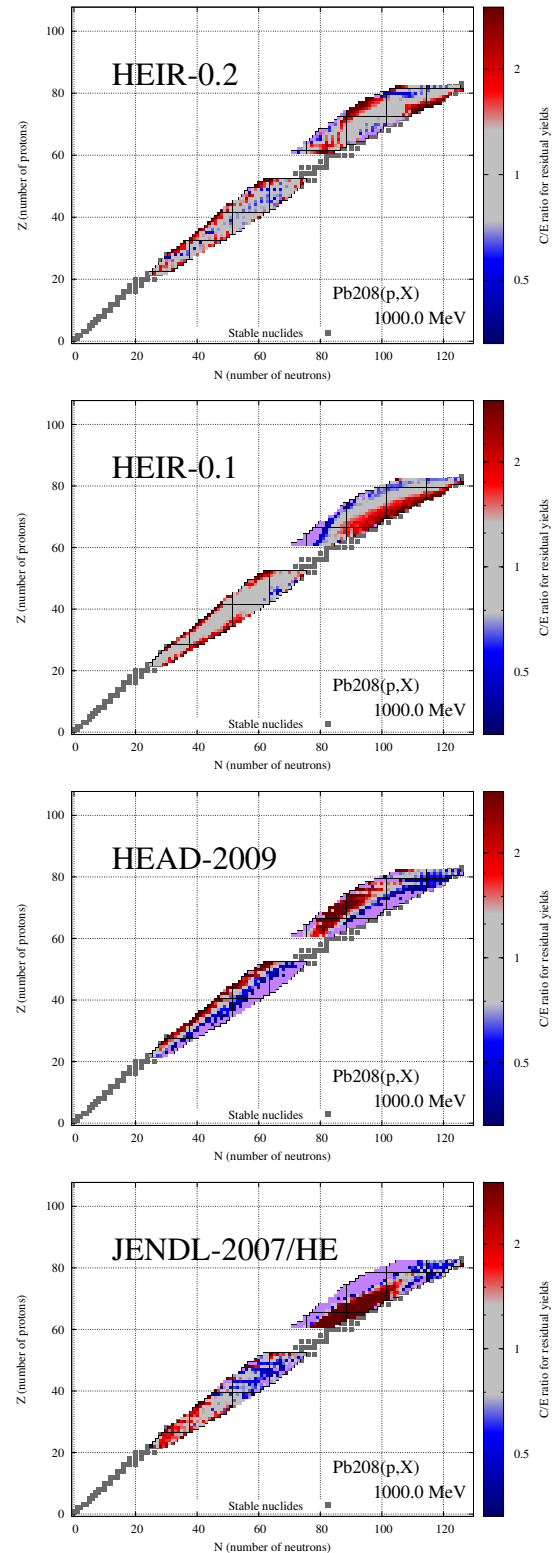 100
80
60
40
20
0
Z (number of protons)
HEIR-0.2
Pb208(p,X)
1000.0 MeV
Stable nuclides
0 20 40 60 80 100 120
N (number of neutrons)
2
1
0.5
C/E ratio for residual yields
100
80
60
40
20
0
Z (number of protons)
HEIR-0.1
Pb208(p,X)
1000.0 MeV
Stable nuclides
0 20 40 60 80 100 120
N (number of neutrons)
2
1
0.5
C/E ratio for residual yields
100
80
60
40
20
0
Z (number of protons)
HEAD-2009
Pb208(p,X)
1000.0 MeV
Stable nuclides
0 20 40 60 80 100 120
N (number of neutrons)
2
1
0.5
C/E ratio for residual yields
100
80
60
40
20
0
Z (number of protons)
JENDL-2007/HE
Pb208(p,X)
1000.0 MeV
Stable nuclides
0 20 40 60 80 100 120
N (number of neutrons)
2
1
0.5
C/E ratio for residual yields